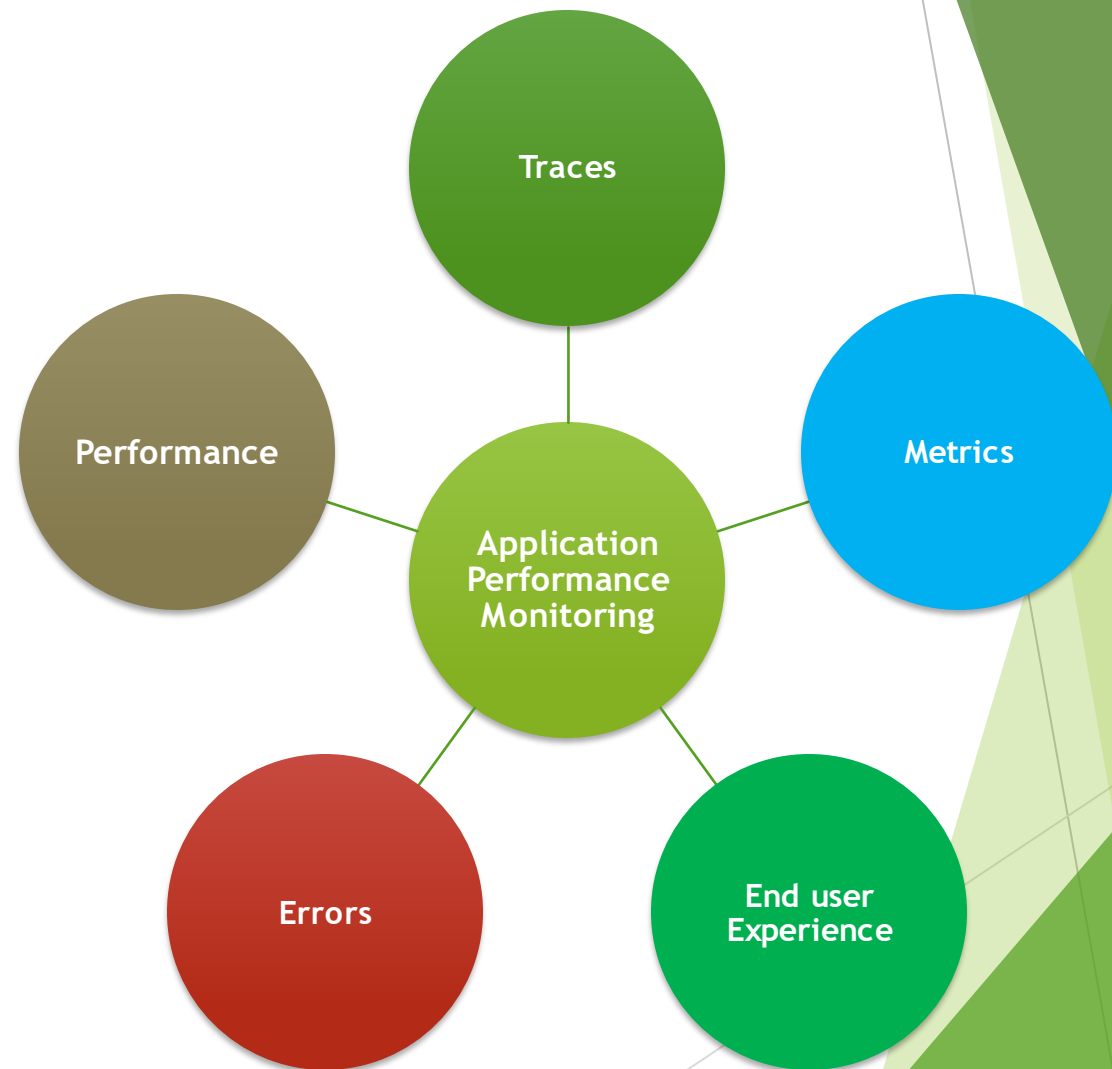 Traces
Performance
Metrics
Application
Performance
Monitoring
Errors
End user
Experience